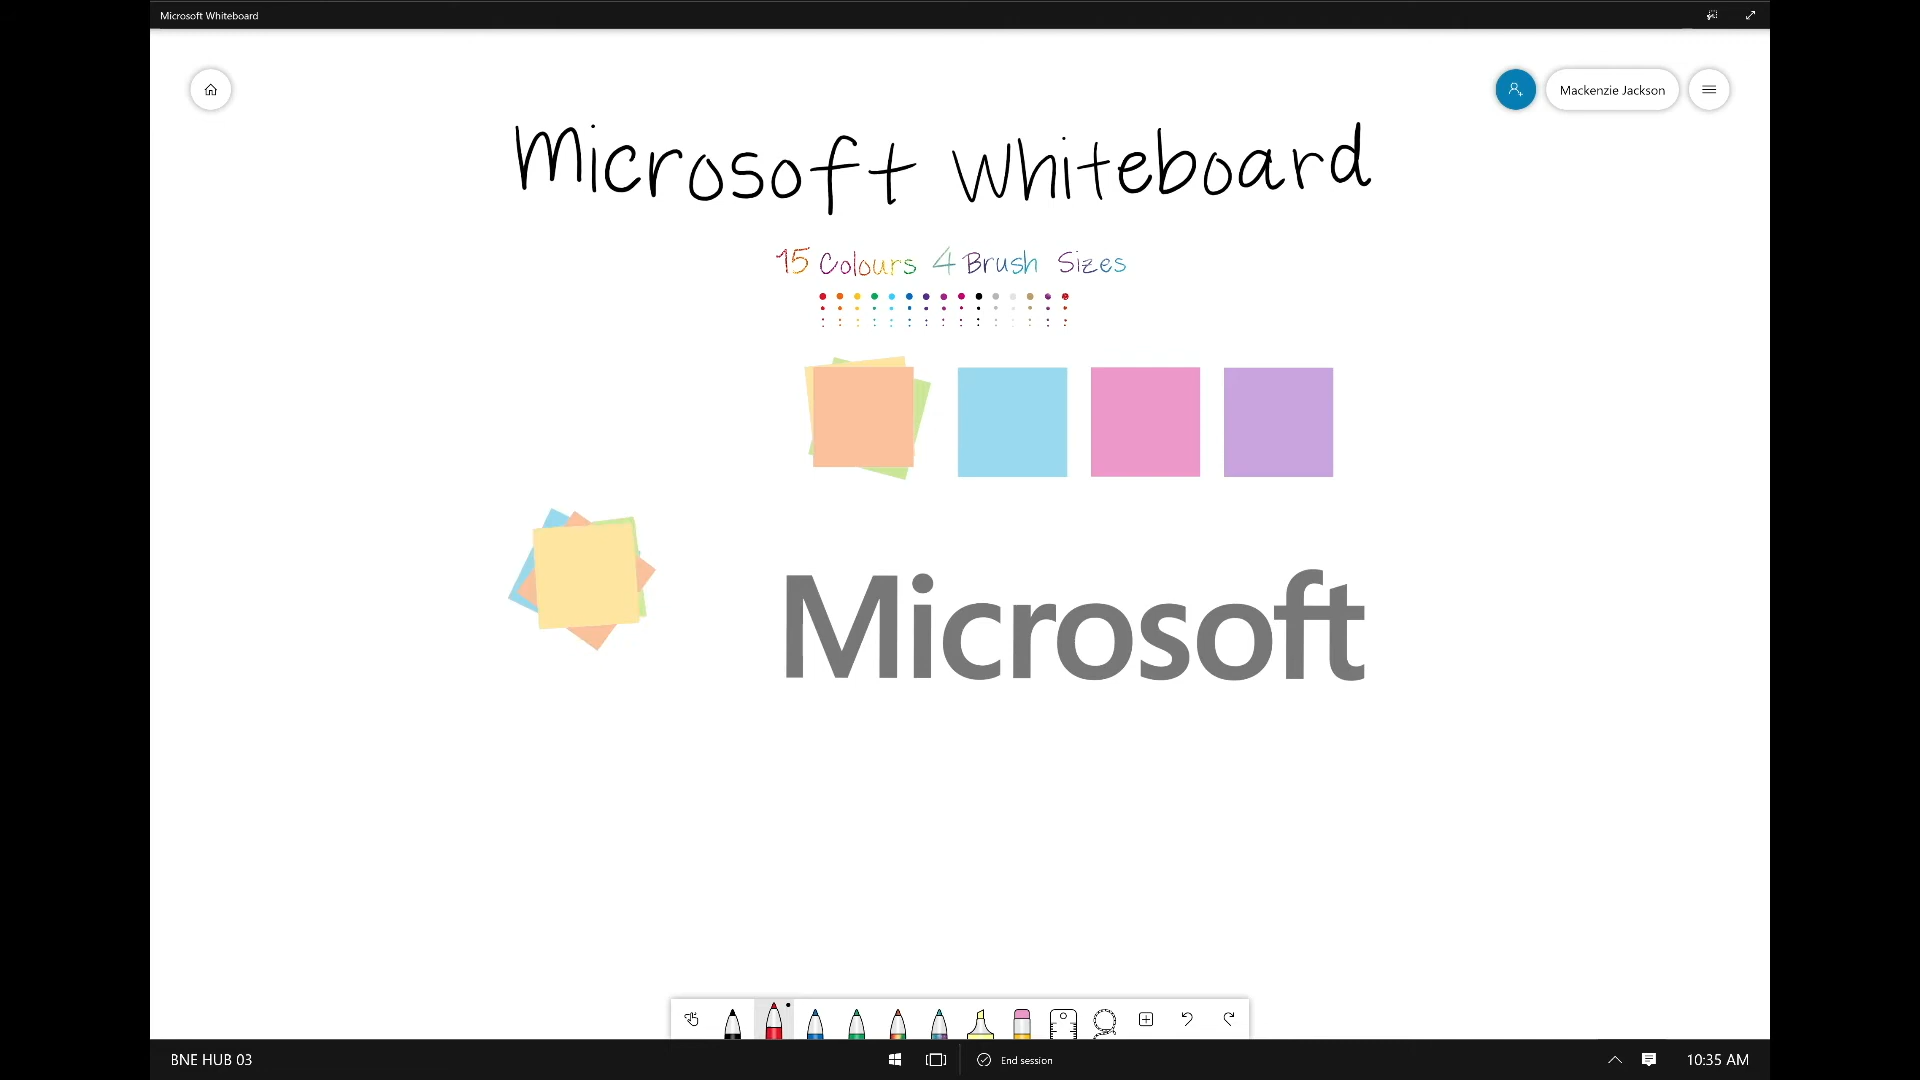 Microsoft Whiteboard
Mackenzie Jackson
Microsoft Whiteboard
15 Colours 4 Brush Sizes
Microsoft
BNE HUB 03
End session
10:35 AM